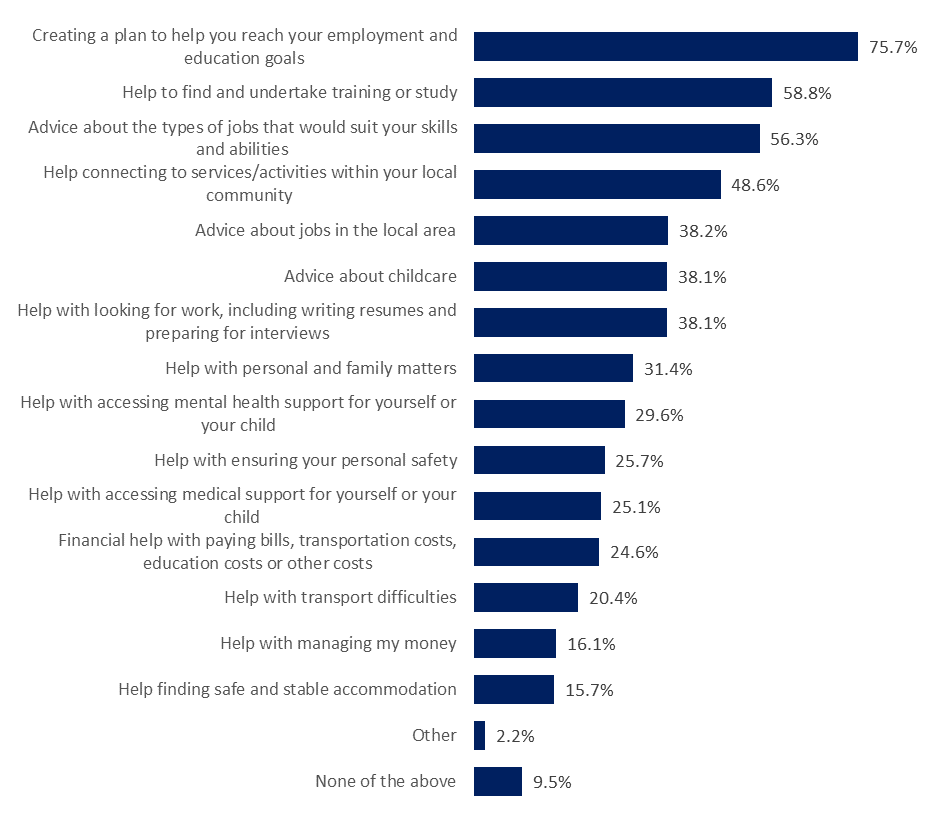 Creating a plan to help you reach your employment and
education goals
75.7%
Help to find and undertake training or study
58.8%
Advice about the types of jobs that would suit your skills
and abilities
56.3%
Help connecting to services/activities within your local
community
48.6%
Advice about jobs in the local area
38.2%
Advice about childcare
38.1%
Help with looking for work, including writing resumes and
preparing for interviews
38.1%
Help with personal and family matters
31.4%
Help with accessing mental health support for yourself or
your child
29.6%
Help with ensuring your personal safety
25.7%
Help with accessing medical support for yourself or your
child
25.1%
Financial help with paying bills, transportation costs,
education costs or other costs
24.6%
Help with transport difficulties
20.4%
Help with managing my money
16.1%
Help finding safe and stable accommodation
15.7%
Other
2.2%
None of the above
9.5%